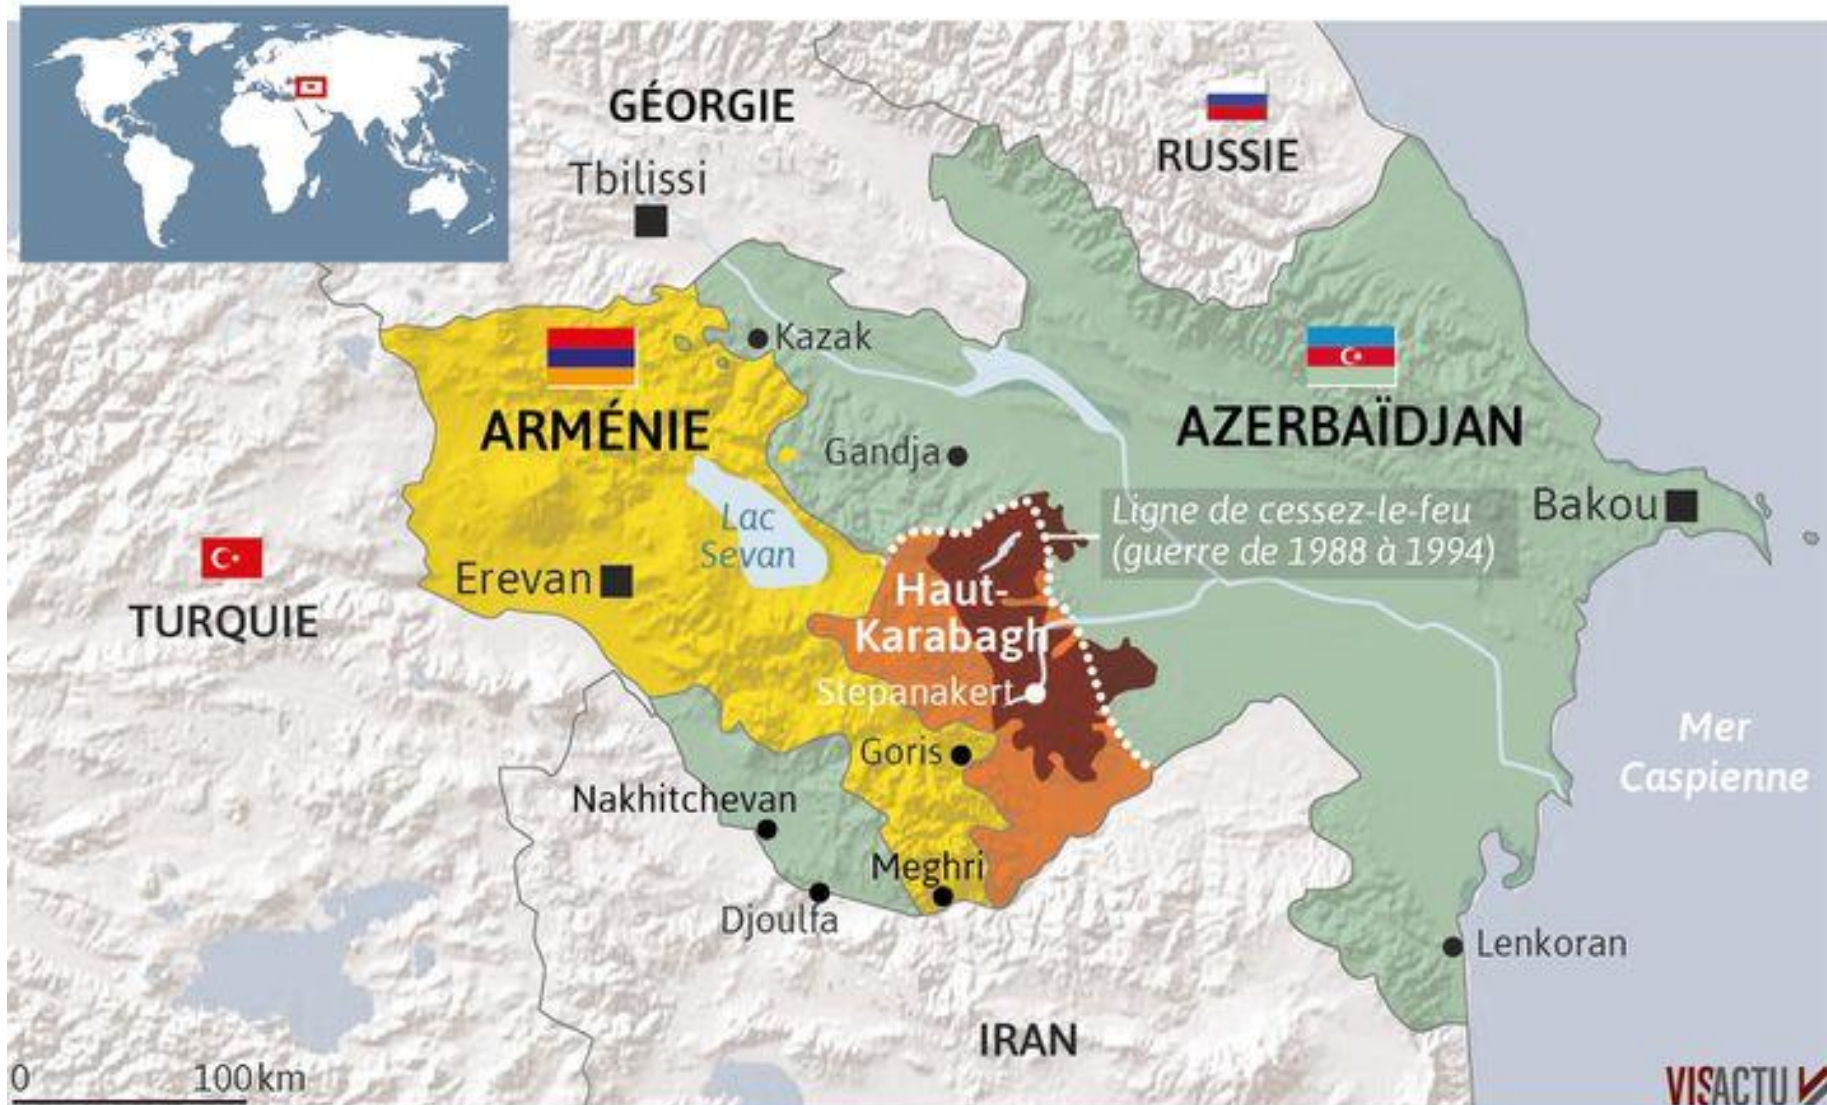 GÉORGIE
Tbilissi
RUSSIE
Kazak
ARMÉNIE
AZERBAÏDJAN
Gandja
Lac
Sevan
Ligne de cessez-le-feu
(guerre de 1988 à 1994)
Bakou
Erevan
TURQUIE
Haut-
Karabagh
Stepanakert
Goris
Mer
Caspienne
Nakhitchevan
Meghri
Djoulfa
Lenkoran
IRAN
0 100 km
VISACTU